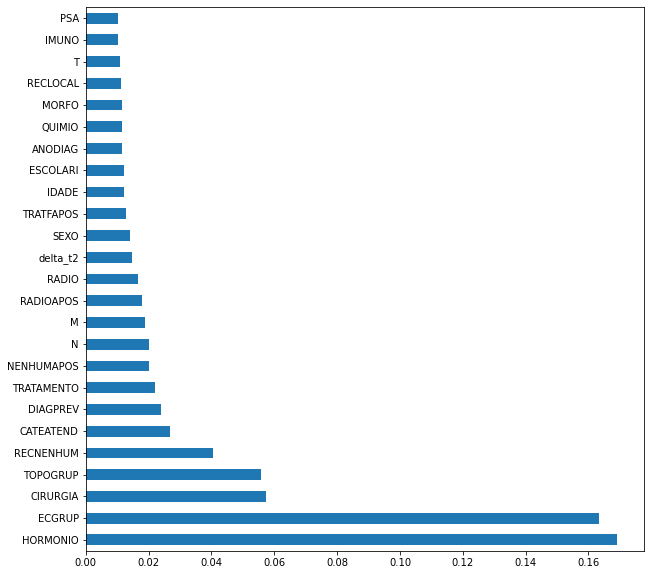 PSA
IMUNO
T
RECLOCAL
MORFO
QUIMIO
ANODIAG
ESCOLARI
IDADE
TRATFAPOS
SEXO
delta_t2
RADIO
RADIOAPOS
M
N
NENHUMAPOS
TRATAMENTO
DIAGPREV
CATEATEND
RECNENHUM
TOPOGRUP
CIRURGIA
ECGRUP
HORMONIO
0.00 0.02 0.04 0.06 0.08 0.10 0.12 0.14 0.16